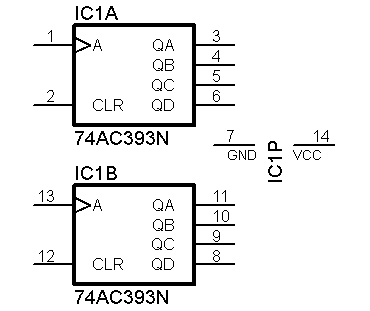 IC1A
1 A QA 3
QB 4
QC 5
2 CLR QD 6
74AC393N
7 14
GND IC1P VCC
IC1B
13 A QA 11
QB 10
QC 9
12 CLR QD 8
74AC393N